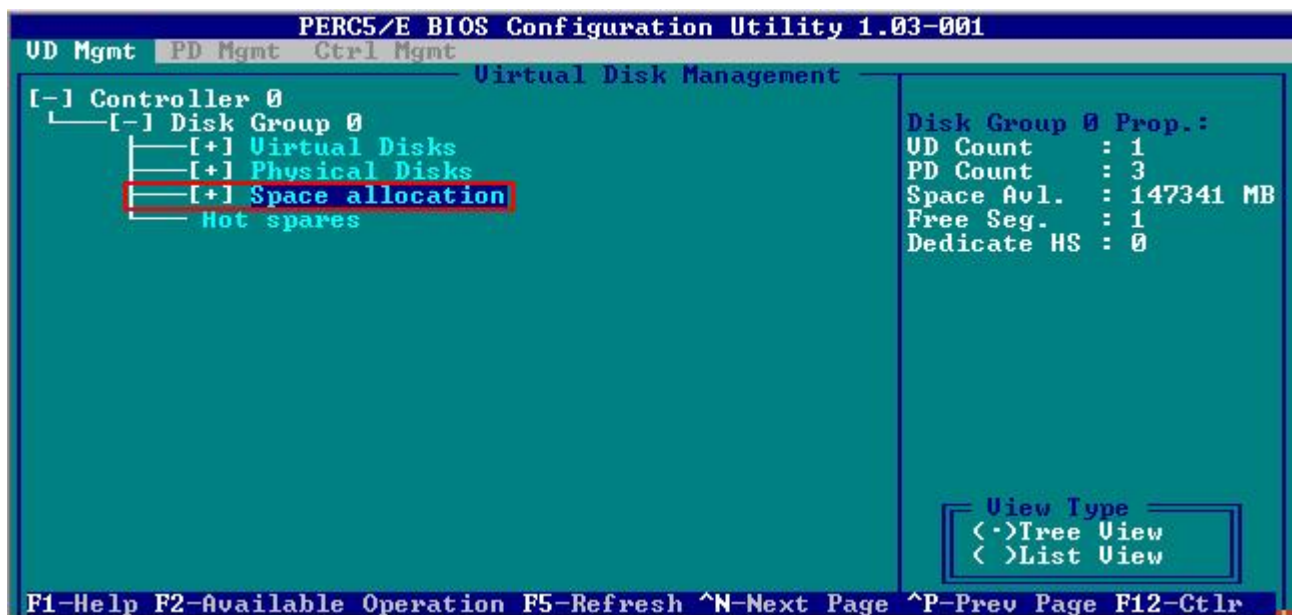 PERC5/E BIOS Configuration Utility 1.03-001
VD Mgmt PD Mgmt Ctrl Mgmt
Virtual Disk Management
[-] Controller 0
[-] Disk Group 0
[+] Virtual Disks
[+] Physical Disks
[+] Space allocation
Hot spares
Disk Group 0 Prop.:
VD Count : 1
PD Count : 3
Space Avl. : 147341 MB
Free Seg. : 1
Dedicate HS : 0
View Type
(·)Tree View
( )List View
F1-Help F2-Available Operation F5-Refresh ^N-Next Page ^P-Prev Page F12-Ctlr